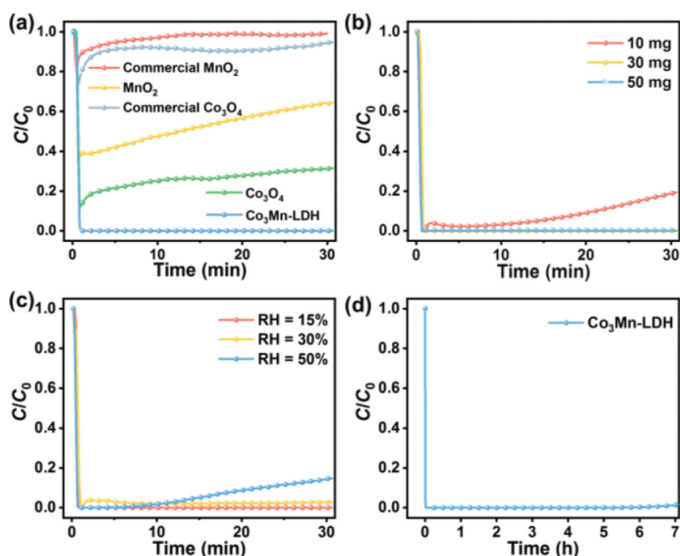 (a)
1.0
0.8
0.6
0.4
0.2
0.0
C/C₀
Commercial MnO₂
MnO₂
Commercial Co₃O₄
Co₃O₄
Co₃Mn-LDH
0 10 20 30
Time (min)
(b)
1.0
0.8
0.6
0.4
0.2
0.0
C/C₀
10 mg
30 mg
50 mg
0 10 20 30
Time (min)
(c)
1.0
0.8
0.6
0.4
0.2
0.0
C/C₀
RH = 15%
RH = 30%
RH = 50%
0 10 20 30
Time (min)
(d)
1.0
0.8
0.6
0.4
0.2
0.0
C/C₀
Co₃Mn-LDH
0 1 2 3 4 5 6 7
Time (h)